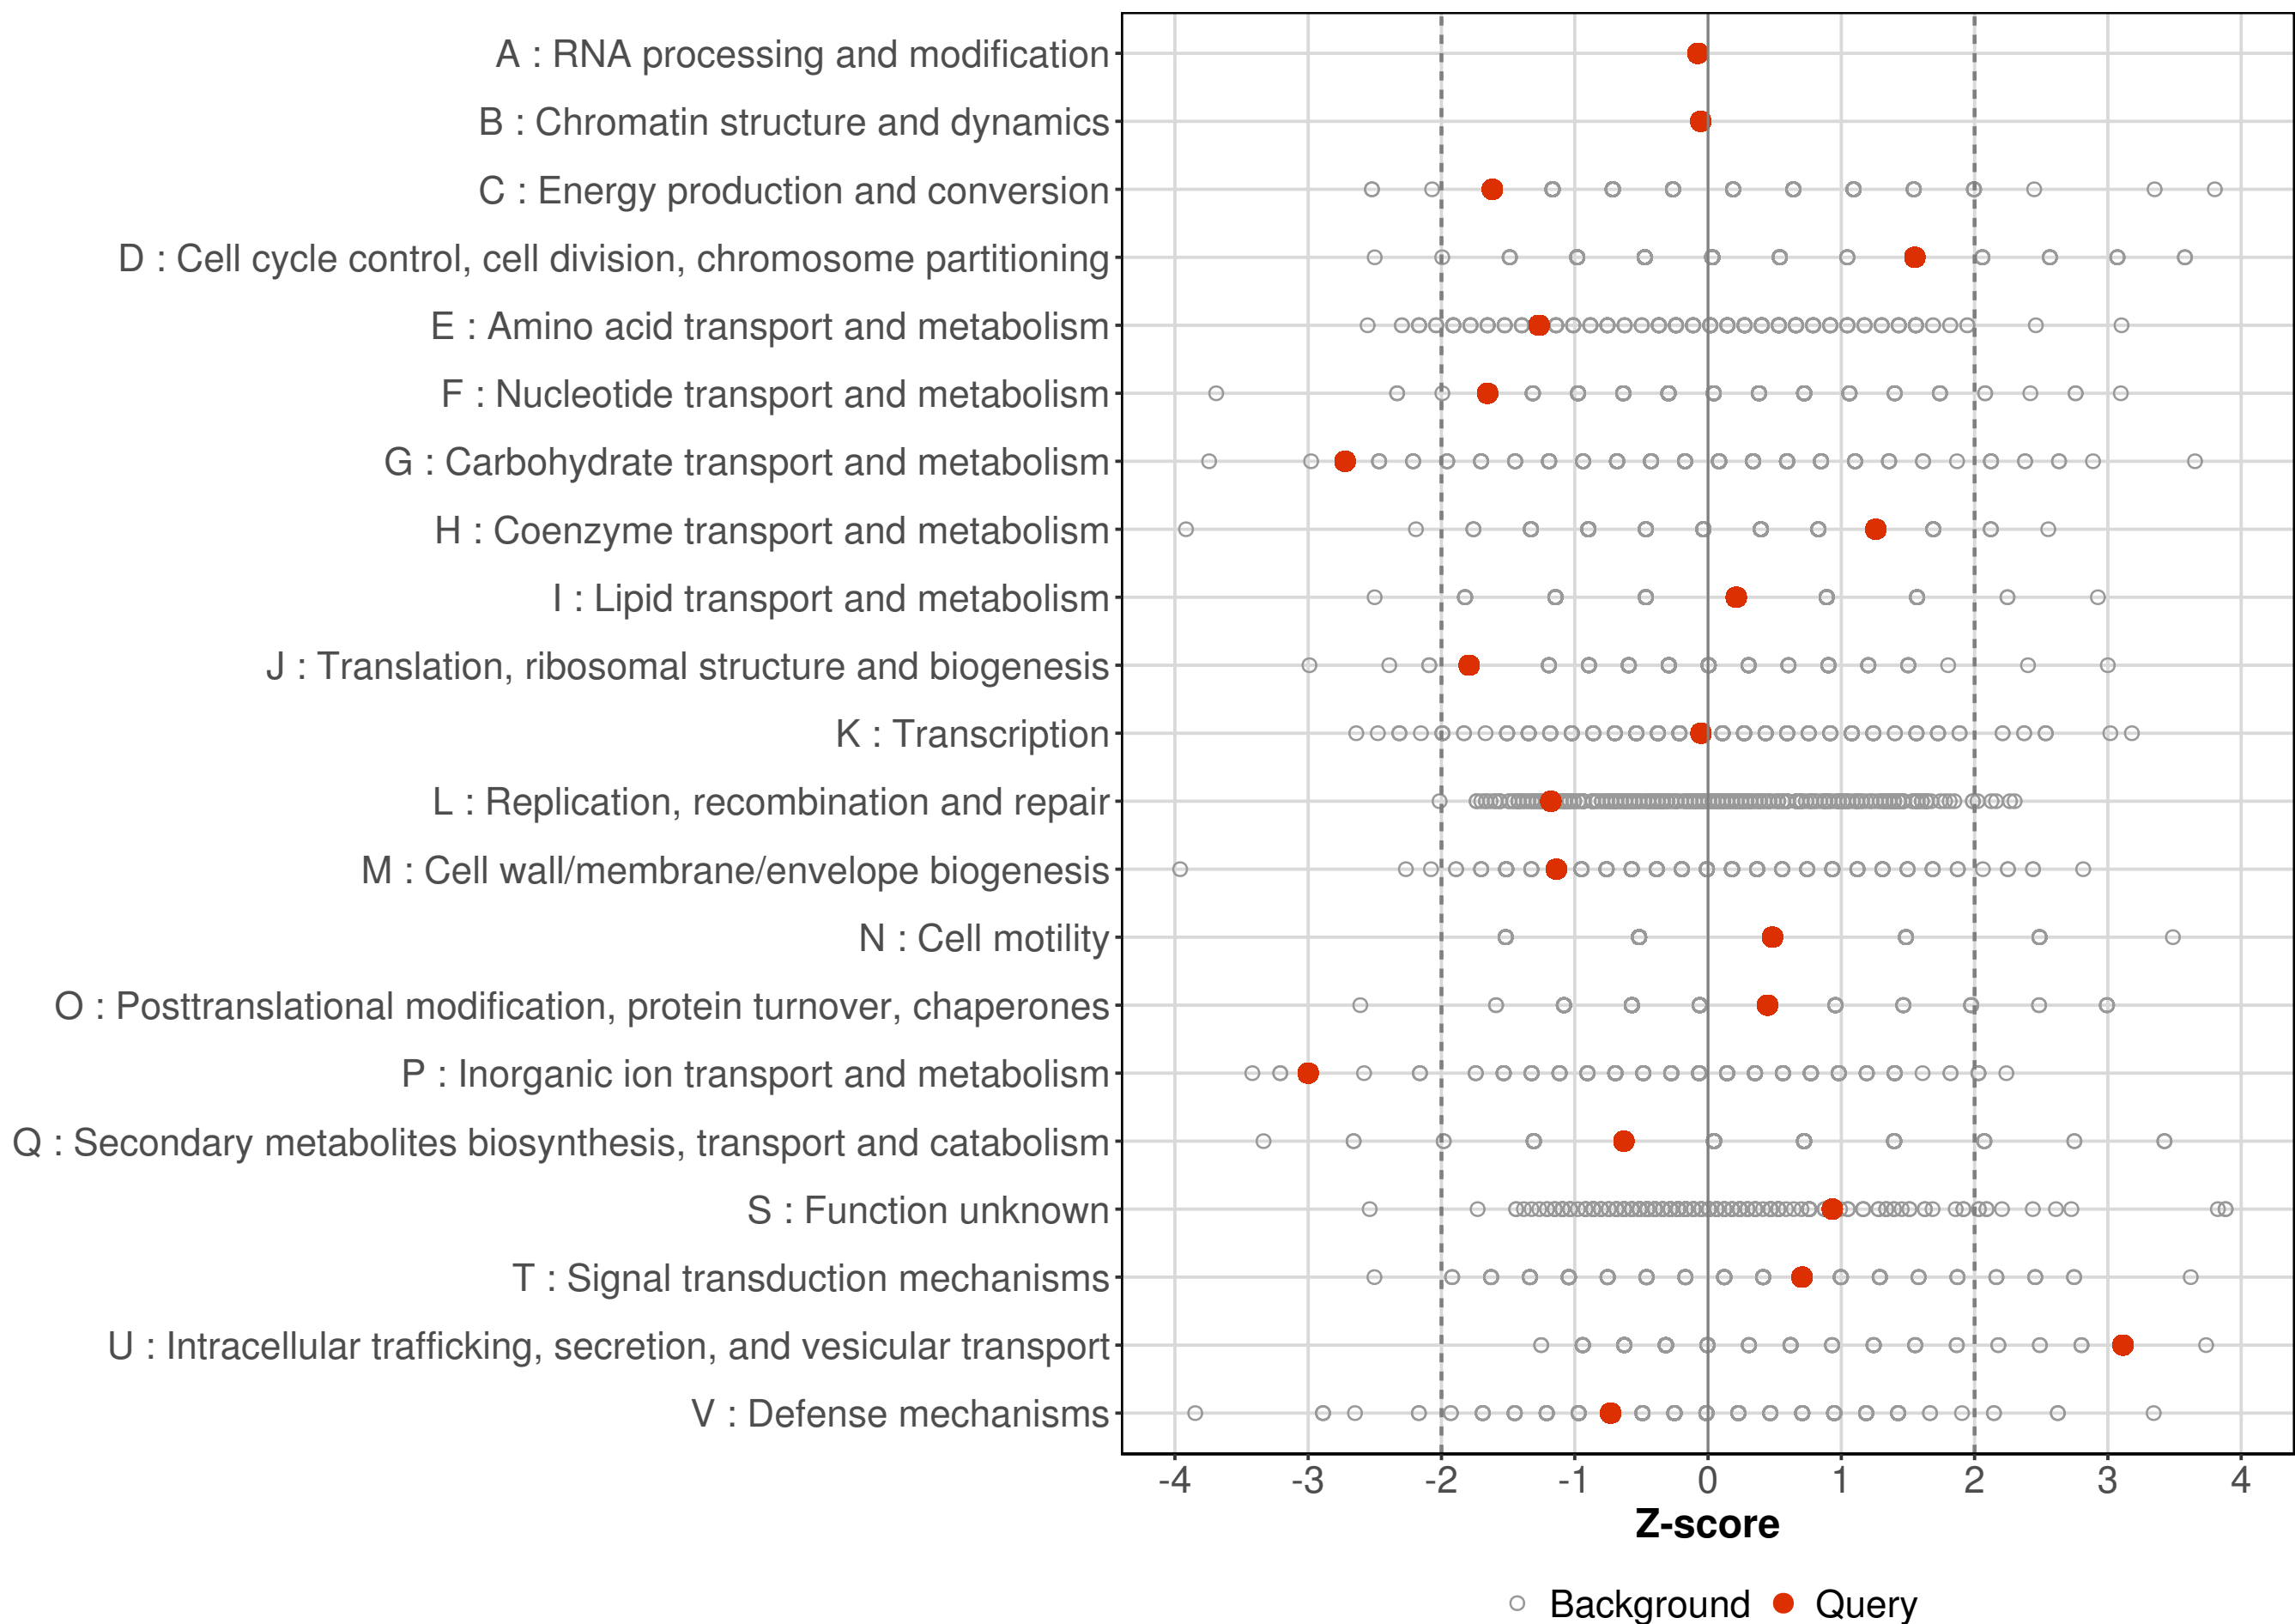 A : RNA processing and modification
B : Chromatin structure and dynamics
C : Energy production and conversion
D : Cell cycle control, cell division, chromosome partitioning
E : Amino acid transport and metabolism
F : Nucleotide transport and metabolism
G : Carbohydrate transport and metabolism
H : Coenzyme transport and metabolism
I : Lipid transport and metabolism
J : Translation, ribosomal structure and biogenesis
K : Transcription
L : Replication, recombination and repair
M : Cell wall/membrane/envelope biogenesis
N : Cell motility
O : Posttranslational modification, protein turnover, chaperones
P : Inorganic ion transport and metabolism
Q : Secondary metabolites biosynthesis, transport and catabolism
S : Function unknown
T : Signal transduction mechanisms
U : Intracellular trafficking, secretion, and vesicular transport
V : Defense mechanisms
-4 -3 -2 -1 0 1 2 3 4
Z-score
Background Query